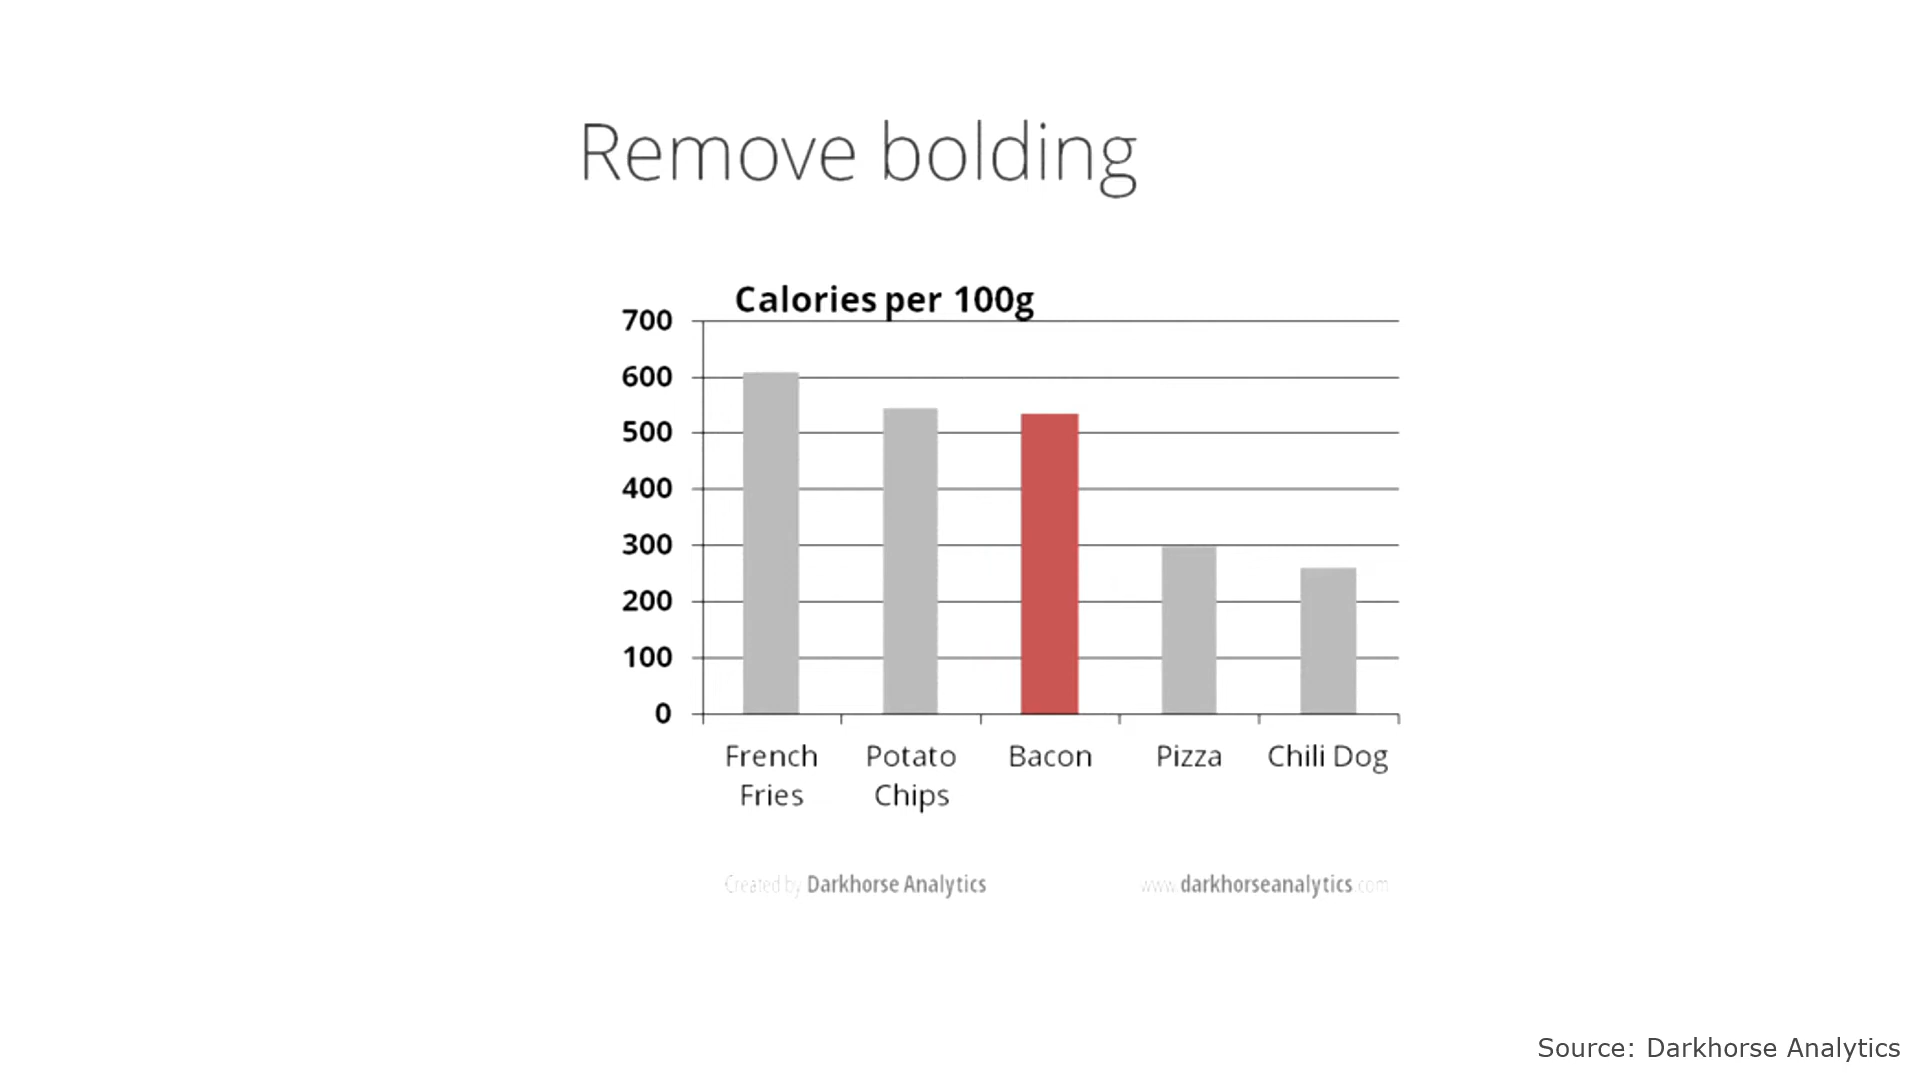 Remove bolding
Calories per 100g
700
600
500
400
300
200
100
0
French Fries
Potato Chips
Bacon
Pizza
Chili Dog
Created by Darkhorse Analytics
www.darkhorseanalytics.com
Source: Darkhorse Analytics